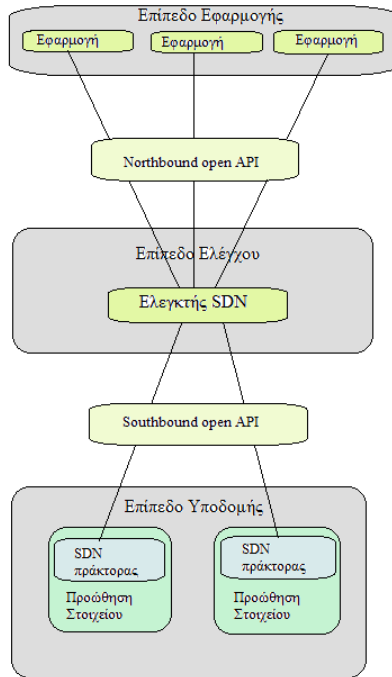 Επίπεδο Εφαρμογής
Εφαρμογή
Εφαρμογή
Εφαρμογή
Northbound open API
Επίπεδο Ελέγχου
Ελεγκτής SDN
Southbound open API
Επίπεδο Υποδομής
SDN
πράκτορας
Προώθηση
Στοιχείου
SDN
πράκτορας
Προώθηση
Στοιχείου